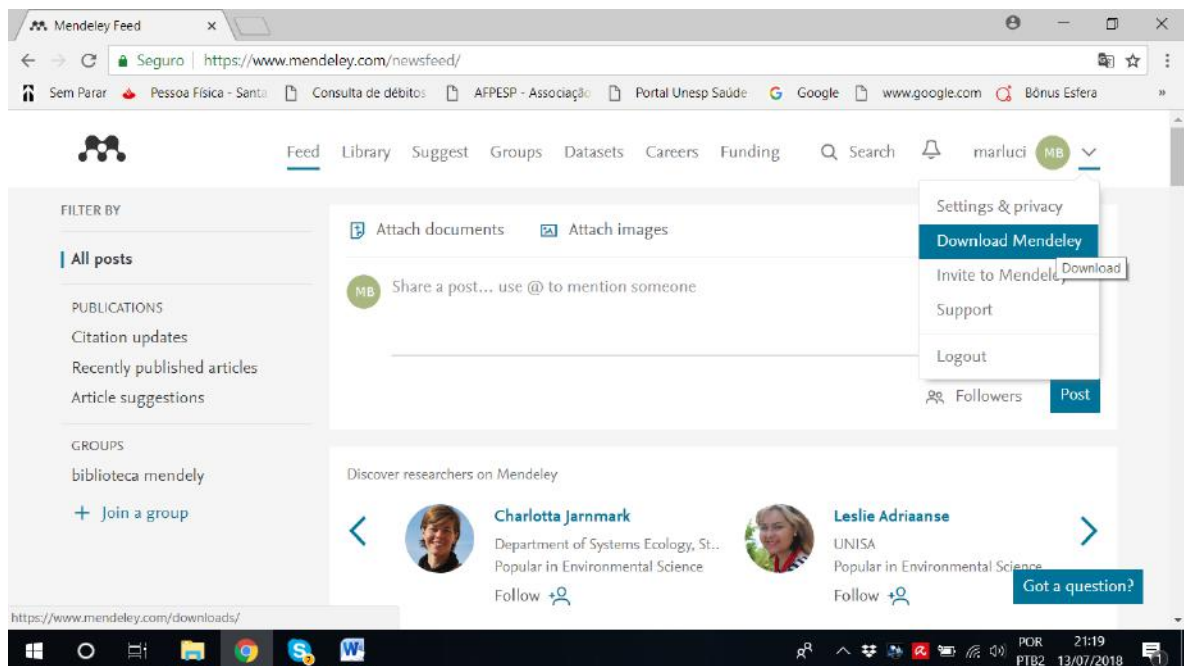 Mendeley Feed
Seguro | https://www.mendeley.com/newsfeed/
Sem Parar Pessoa Física - Santa Consulta de débitos AFPESP - Associação Portal Unesp Saúde Google www.google.com Bônus Esfera »
Feed Library Suggest Groups Datasets Careers Funding Search marluci MB
Settings & privacy
Download Mendeley
Download
Invite to Mendeley
Support
Logout
FILTER BY
All posts
PUBLICATIONS
Citation updates
Recently published articles
Article suggestions
GROUPS
biblioteca mendely
+ Join a group
Attach documents Attach images
MB Share a post... use @ to mention someone
Followers Post
Discover researchers on Mendeley
Charlotta Jarnmark
Department of Systems Ecology, St..
Popular in Environmental Science
Follow
Leslie Adriaanse
UNISA
Popular in Environmental Science
Follow
Got a question?
https://www.mendeley.com/downloads/
POR 21:19
PTB2 13/07/2018